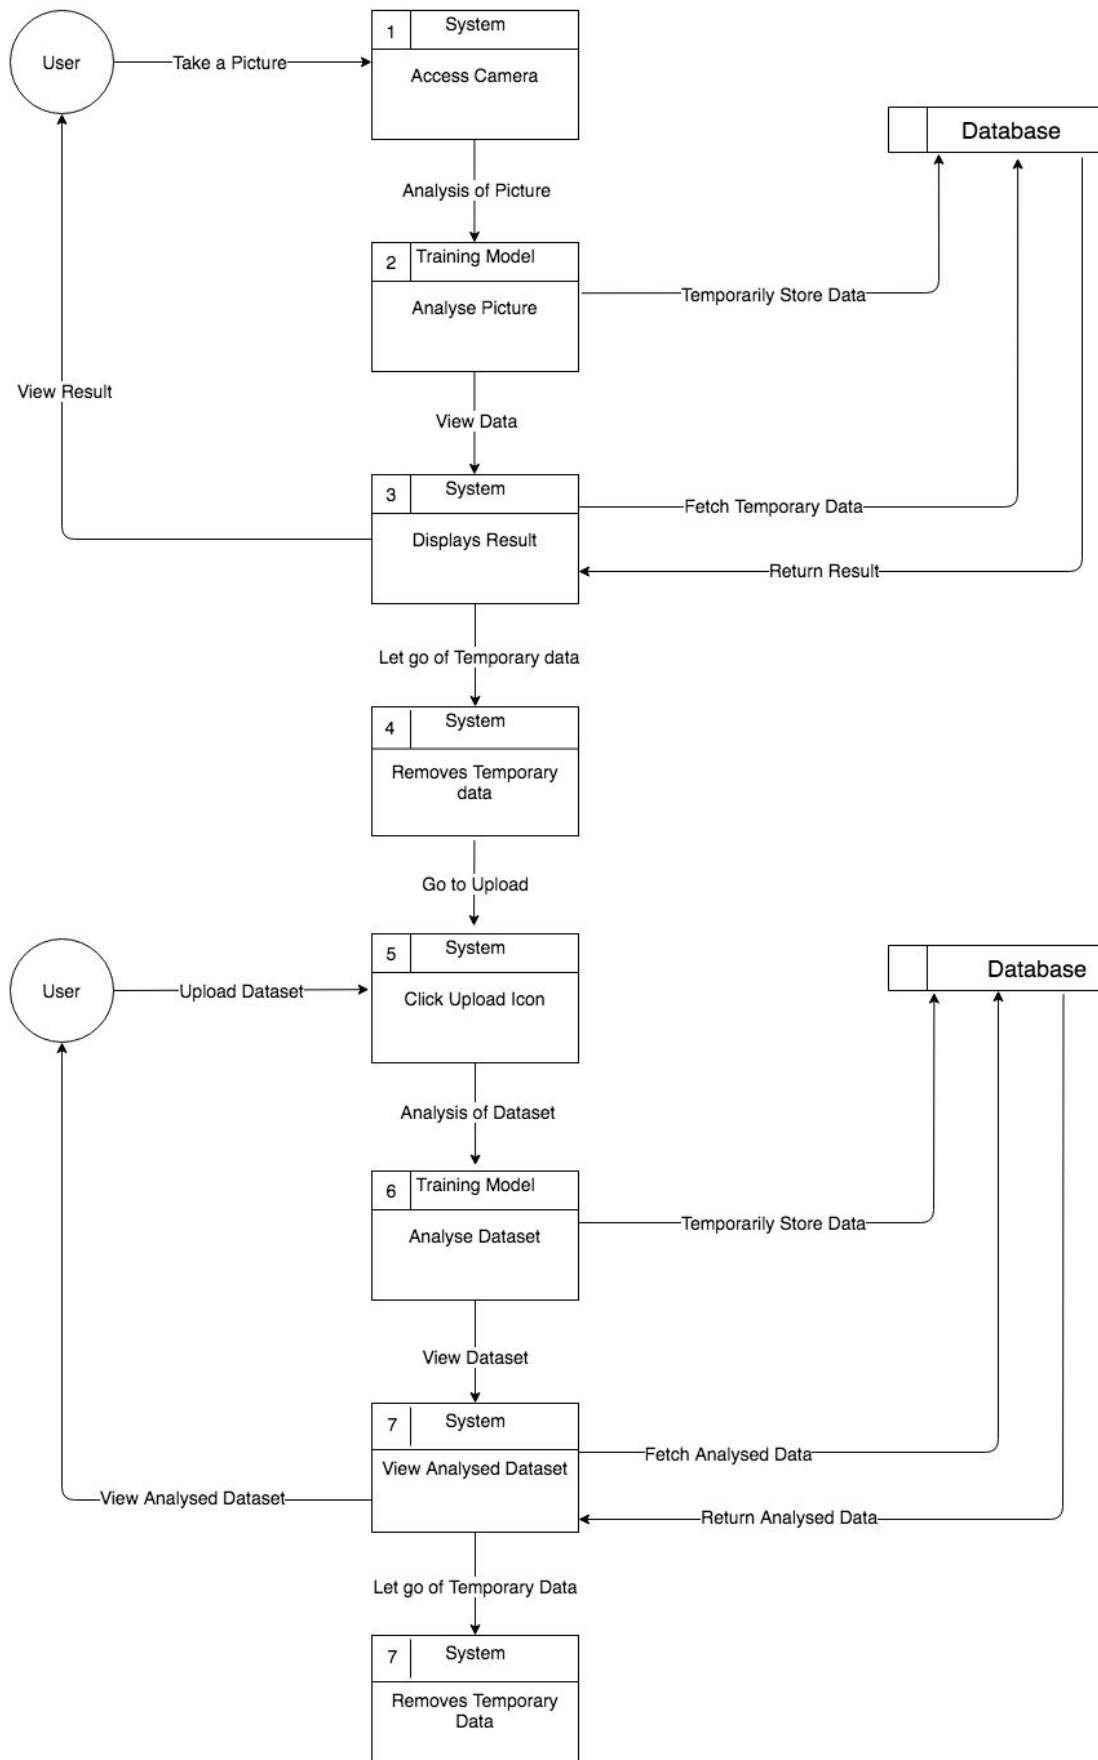 1
System
User
Take a Picture
Access Camera
Database
Analysis of Picture
2
Training Model
Analyse Picture
Temporarily Store Data
View Result
View Data
3
System
Fetch Temporary Data
Displays Result
Return Result
Let go of Temporary data
4
System
Removes Temporary
data
Go to Upload
5
System
User
Upload Dataset
Click Upload Icon
Database
Analysis of Dataset
6
Training Model
Analyse Dataset
Temporarily Store Data
View Dataset
7
System
View Analysed Dataset
Fetch Analysed Data
View Analysed Dataset
Return Analysed Data
Let go of Temporary Data
7
System
Removes Temporary
Data